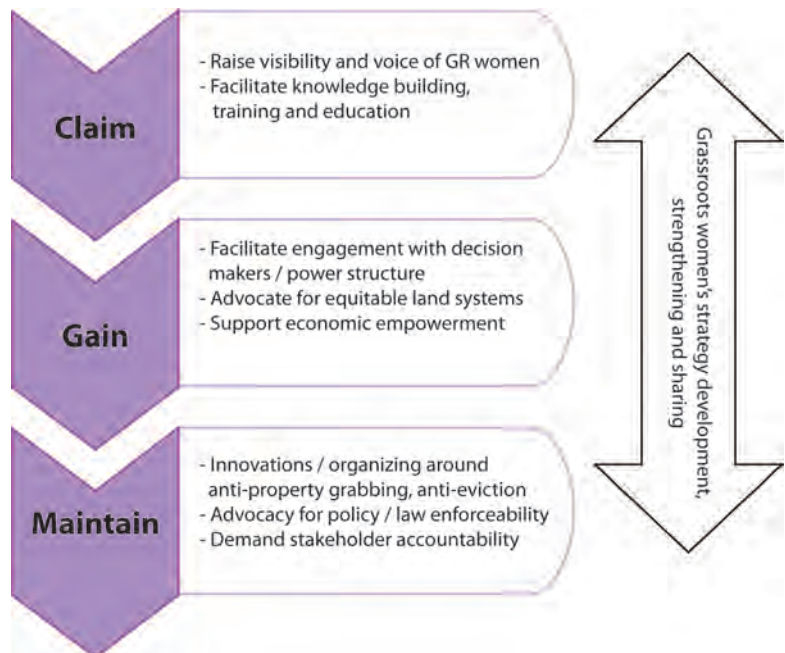 Claim
- Raise visibility and voice of GR women
- Facilitate knowledge building,
training and education
Gain
- Facilitate engagement with decision
makers / power structure
- Advocate for equitable land systems
- Support economic empowerment
Maintain
- Innovations / organizing around
anti-property grabbing, anti-eviction
- Advocacy for policy / law enforceability
- Demand stakeholder accountability
Grassroots women's strategy development,
strengthening and sharing